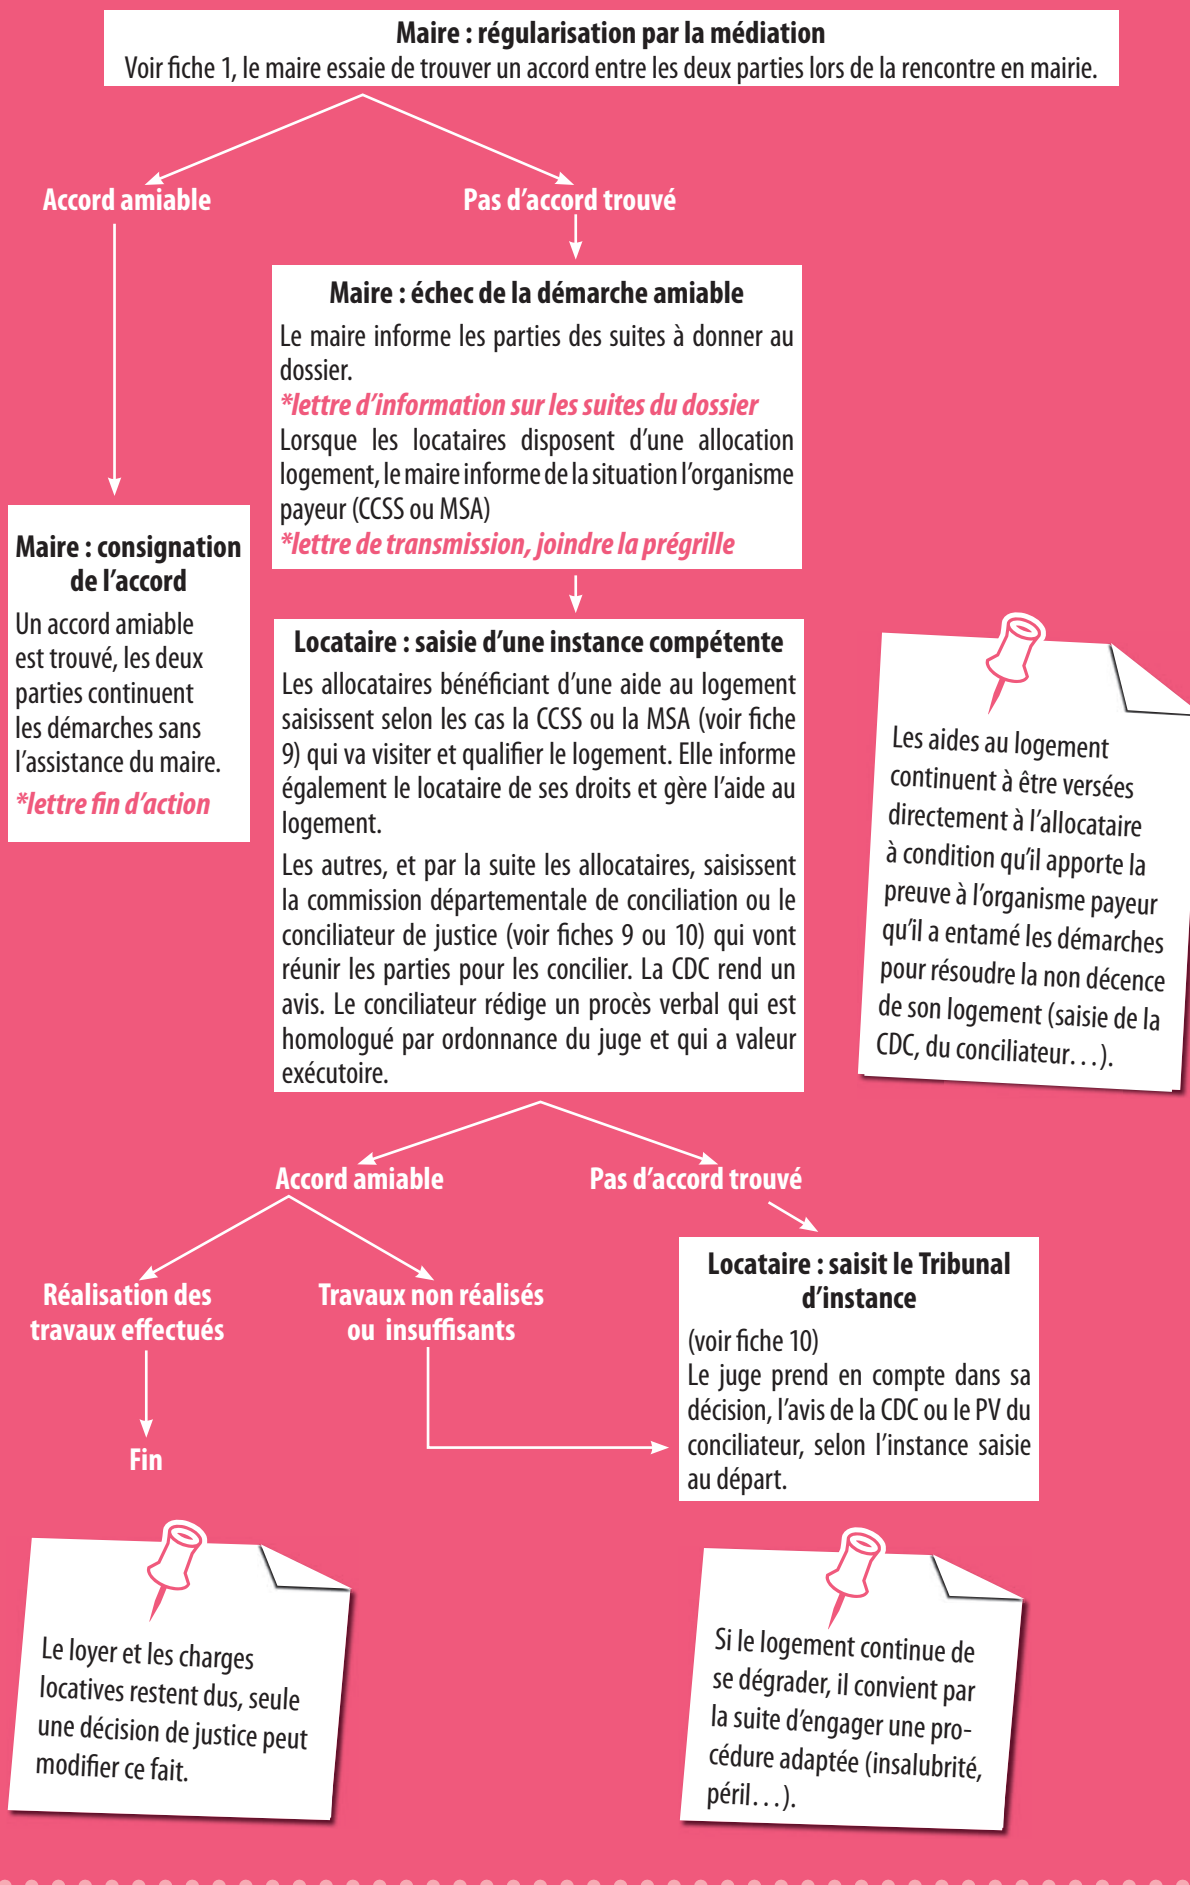 Maire : régularisation par la médiation
Voir fiche 1, le maire essaie de trouver un accord entre les deux parties lors de la rencontre en mairie.
Accord amiable
Pas d’accord trouvé
Maire : échec de la démarche amiable
Le maire informe les parties des suites à donner au
dossier.
*lettre d’information sur les suites du dossier
Lorsque les locataires disposent d’une allocation
logement, le maire informe de la situation l’organisme
payeur (CCSS ou MSA)
*lettre de transmission, joindre la prégrille
Maire : consignation
de l’accord
Un accord amiable
est trouvé, les deux
parties continuent
les démarches sans
l’assistance du maire.
*lettre fin d’action
Locataire : saisie d’une instance compétente
Les allocataires bénéficiant d’une aide au logement
saisissent selon les cas la CCSS ou la MSA (voir fiche
9) qui va visiter et qualifier le logement. Elle informe
également le locataire de ses droits et gère l’aide au
logement.
Les autres, et par la suite les allocataires, saisissent
la commission départementale de conciliation ou le
conciliateur de justice (voir fiches 9 ou 10) qui vont
réunir les parties pour les concilier. La CDC rend un
avis. Le conciliateur rédige un procès verbal qui est
homologué par ordonnance du juge et qui a valeur
exécutoire.
Les aides au logement
continuent à être versées
directement à l’allocataire
à condition qu’il apporte la
preuve à l’organisme payeur
qu’il a entamé les démarches
pour résoudre la non décence
de son logement (saisie de la
CDC, du conciliateur…).
Accord amiable
Pas d’accord trouvé
Réalisation des
travaux effectués
Travaux non réalisés
ou insuffisants
Fin
Locataire : saisit le Tribunal
d’instance
(voir fiche 10)
Le juge prend en compte dans sa
décision, l’avis de la CDC ou le PV du
conciliateur, selon l’instance saisie
au départ.
Le loyer et les charges
locatives restent dus, seule
une décision de justice peut
modifier ce fait.
Si le logement continue de
se dégrader, il convient par
la suite d’engager une pro-
cédure adaptée (insalubrité,
péril…).